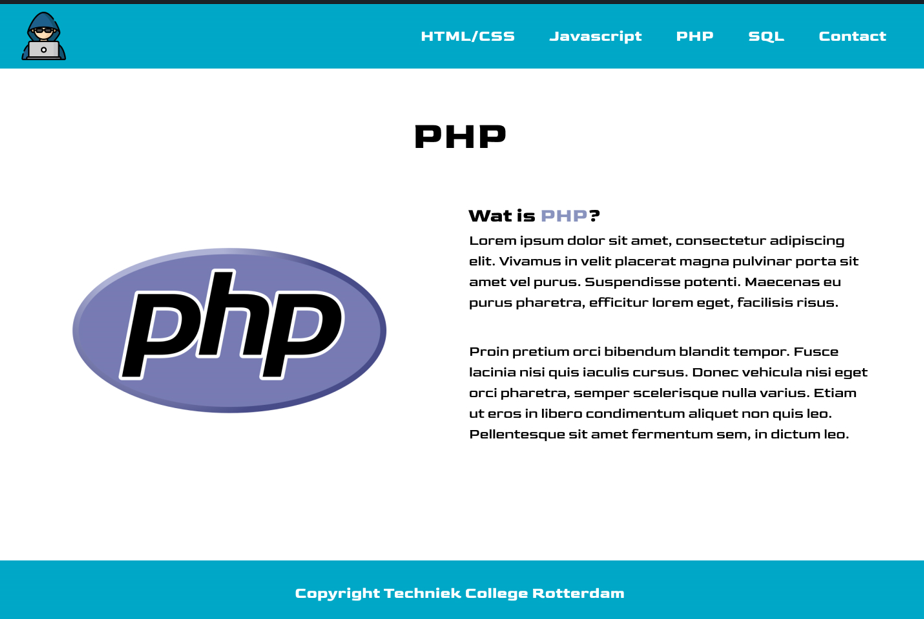 HTML/CSS Javascript PHP SQL Contact
PHP
php
Wat is PHP?
Lorem ipsum dolor sit amet, consectetur adipiscing
elit. Vivamus in velit placerat magna pulvinar porta sit
amet vel purus. Suspendisse potenti. Maecenas eu
purus pharetra, efficitur lorem eget, facilisis risus.
Proin pretium orci bibendum blandit tempor. Fusce
lacinia nisi quis iaculis cursus. Donec vehicula nisi eget
orci pharetra, semper scelerisque nulla varius. Etiam
ut eros in libero condimentum aliquet non quis leo.
Pellentesque sit amet fermentum sem, in dictum leo.
Copyright Techniek College Rotterdam